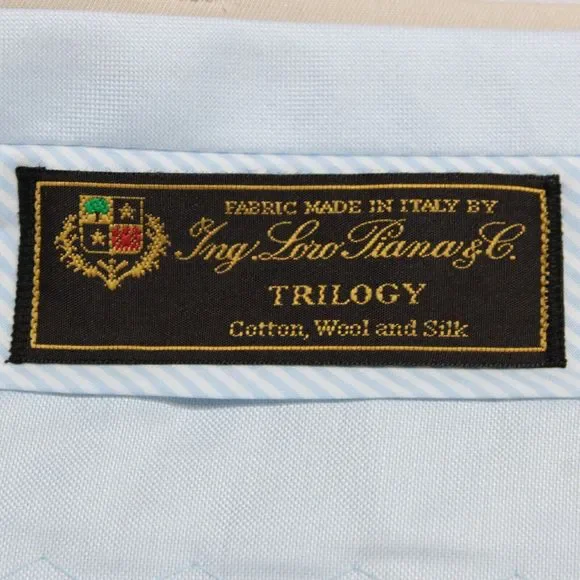 FABRIC MADE IN ITALY BY
Ing. Loro Piana & C.
TRILOGY
Cotton, Wool and Silk